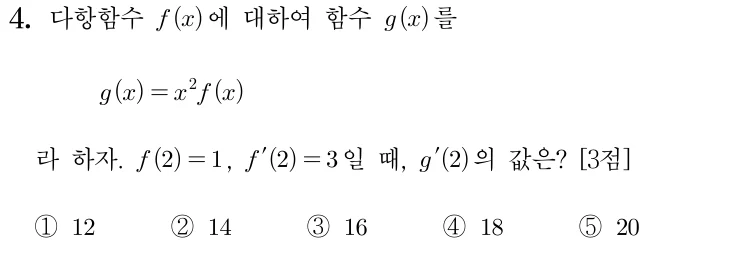 4. 다항함수 f(x)에 대하여 함수 g(x)를
g(x)=x²f(x)
라 하자. f(2)=1, f′(2)=3일 때, g′(2)의 값은? [3점]
① 12 ② 14 ③ 16 ④ 18 ⑤ 20